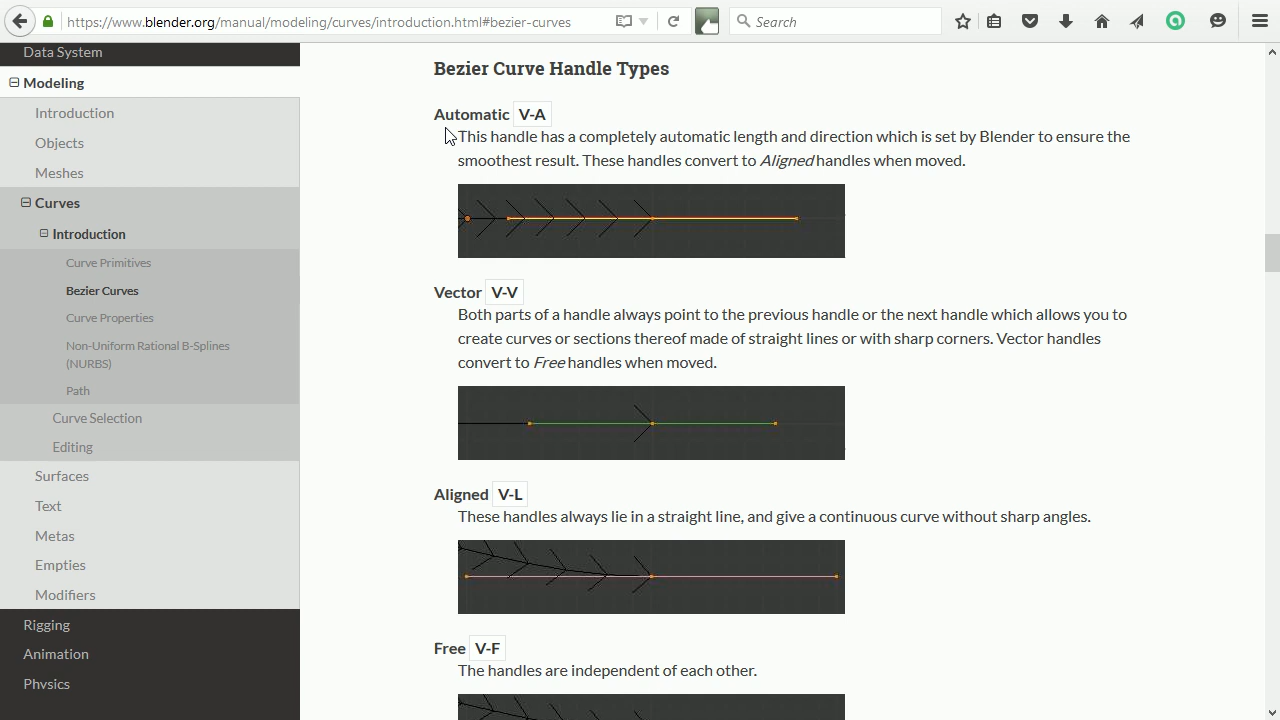 https://www.blender.org/manual/modeling/curves/introduction.html#bezier-curves
Search
Data System
Modeling
Introduction
Objects
Meshes
Curves
Introduction
Curve Primitives
Bezier Curves
Curve Properties
Non-Uniform Rational B-Splines
(NURBS)
Path
Curve Selection
Editing
Surfaces
Text
Metas
Empties
Modifiers
Rigging
Animation
Physics
Bezier Curve Handle Types
Automatic V-A
This handle has a completely automatic length and direction which is set by Blender to ensure the
smoothest result. These handles convert to Aligned handles when moved.
Vector V-V
Both parts of a handle always point to the previous handle or the next handle which allows you to
create curves or sections thereof made of straight lines or with sharp corners. Vector handles
convert to Free handles when moved.
Aligned V-L
These handles always lie in a straight line, and give a continuous curve without sharp angles.
Free V-F
The handles are independent of each other.